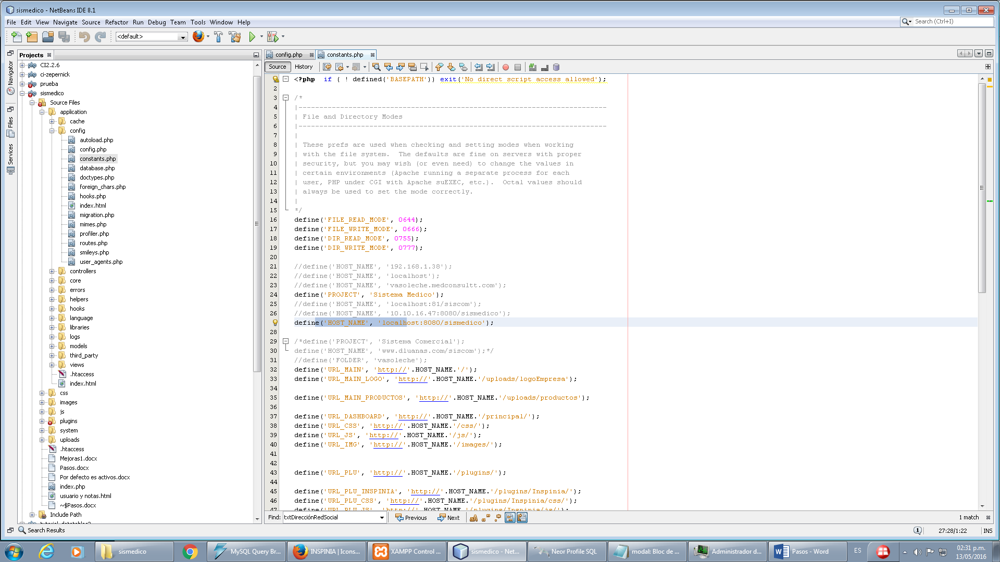 sismedico - NetBeans IDE 8.1
File Edit View Navigate Source Refactor Run Debug Team Tools Window Help
Search (Ctrl+I)
<default>
Projects
Navigator
Files
Services
CI2.2.6
ci-zepernick
prueba
sismedico
Source Files
application
cache
config
autoload.php
config.php
constants.php
database.php
doctypes.php
foreign_chars.php
hooks.php
index.html
migration.php
mimes.php
profiler.php
routes.php
smileys.php
user_agents.php
controllers
core
errors
helpers
hooks
language
libraries
logs
models
third_party
views
.htaccess
index.html
css
images
js
plugins
system
uploads
.htaccess
Mejoras1.docx
Pasos.docx
Por defecto es activos.docx
index.php
usuario y notas.html
~$Pasos.docx
Include Path
config.php constants.php
Source History
<?php  if ( ! defined('BASEPATH')) exit('No direct script access allowed');
2
3 /*
4 |--------------------------------------------------------------------------
5 | File and Directory Modes
6 |--------------------------------------------------------------------------
7 |
8 | These prefs are used when checking and setting modes when working
9 | with the file system.  The defaults are fine on servers with proper
10 | security, but you may wish (or even need) to change the values in
11 | certain environments (Apache running a separate process for each
12 | user, PHP under CGI with Apache suEXEC, etc.).  Octal values should
13 | always be used to set the mode correctly.
14 |
15 */
16 define('FILE_READ_MODE', 0644);
17 define('FILE_WRITE_MODE', 0666);
18 define('DIR_READ_MODE', 0755);
19 define('DIR_WRITE_MODE', 0777);
20
21 //define('HOST_NAME', '192.168.1.38');
22 //define('HOST_NAME', 'localhost');
23 //define('HOST_NAME', 'vasoleche.medconsultt.com');
24 define('PROJECT', 'Sistema Medico');
25 //define('HOST_NAME', 'localhost:81/siscom');
26 //define('HOST_NAME', '10.10.16.47:8080/sismedico');
define('HOST_NAME', 'localhost:8080/sismedico');
28
29 /*define('PROJECT', 'Sistema Comercial');
30 define('HOST_NAME', 'www.dluanas.com/siscom');*/
31 //define('FOLDER', 'vasoleche');
32 define('URL_MAIN', 'http://'.HOST_NAME.'/');
33 define('URL_MAIN_LOGO', 'http://'.HOST_NAME.'/uploads/logoEmpresa');
34
35 define('URL_MAIN_PRODUCTOS', 'http://'.HOST_NAME.'/uploads/productos');
36
37 define('URL_DASHBOARD', 'http://'.HOST_NAME.'/principal/');
38 define('URL_CSS', 'http://'.HOST_NAME.'/css/');
39 define('URL_JS', 'http://'.HOST_NAME.'/js/');
40 define('URL_IMG', 'http://'.HOST_NAME.'/images/');
41
42
43 define('URL_PLU', 'http://'.HOST_NAME.'/plugins/');
44
45 define('URL_PLU_INSPINIA', 'http://'.HOST_NAME.'/plugins/Inspinia/');
46 define('URL_PLU_CSS', 'http://'.HOST_NAME.'/plugins/Inspinia/css/');
47 define('URL_PLU_JS', 'http://'.HOST_NAME.'/plugins/Inspinia/js/');
Find: txtDirecciónRedSocial Previous Next 1 match
Search Results
27:28/1:22 INS
sismedico
MySQL Query Br...
INSPINIA | Icons...
XAMPP Control ...
sismedico - Net...
Neor Profile SQL
modal: Bloc de ...
Administrador d...
Pasos - Word
ES
02:31 p.m.
13/05/2016